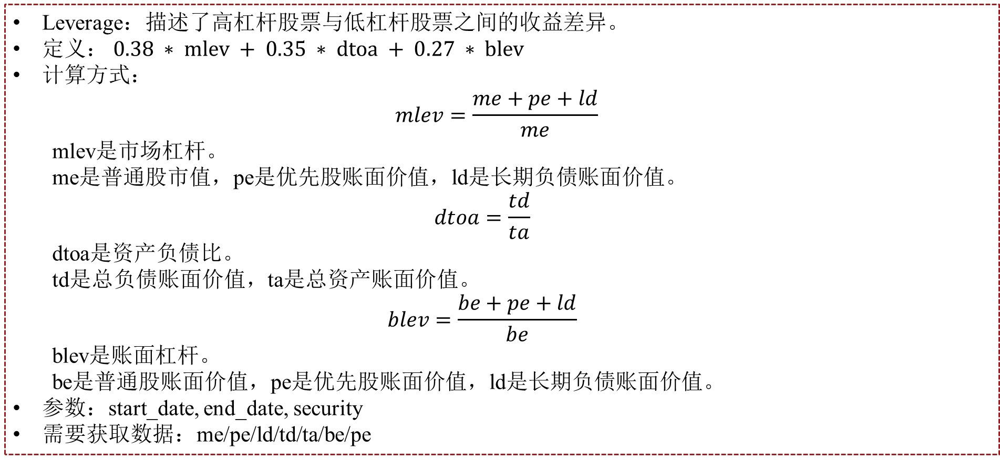 • Leverage：描述了高杠杆股票与低杠杆股票之间的收益差异。
• 定义： 0.38 * mlev + 0.35 * dtoa + 0.27 * blev
• 计算方式：
mlev = (me + pe + ld) / me
mlev是市场杠杆。
me是普通股市值，pe是优先股账面价值，ld是长期负债账面价值。
dtoa = td / ta
dtoa是资产负债比。
td是总负债账面价值，ta是总资产账面价值。
blev = (be + pe + ld) / be
blev是账面杠杆。
be是普通股账面价值，pe是优先股账面价值，ld是长期负债账面价值。
• 参数：start_date, end_date, security
• 需要获取数据：me/pe/ld/td/ta/be/pe